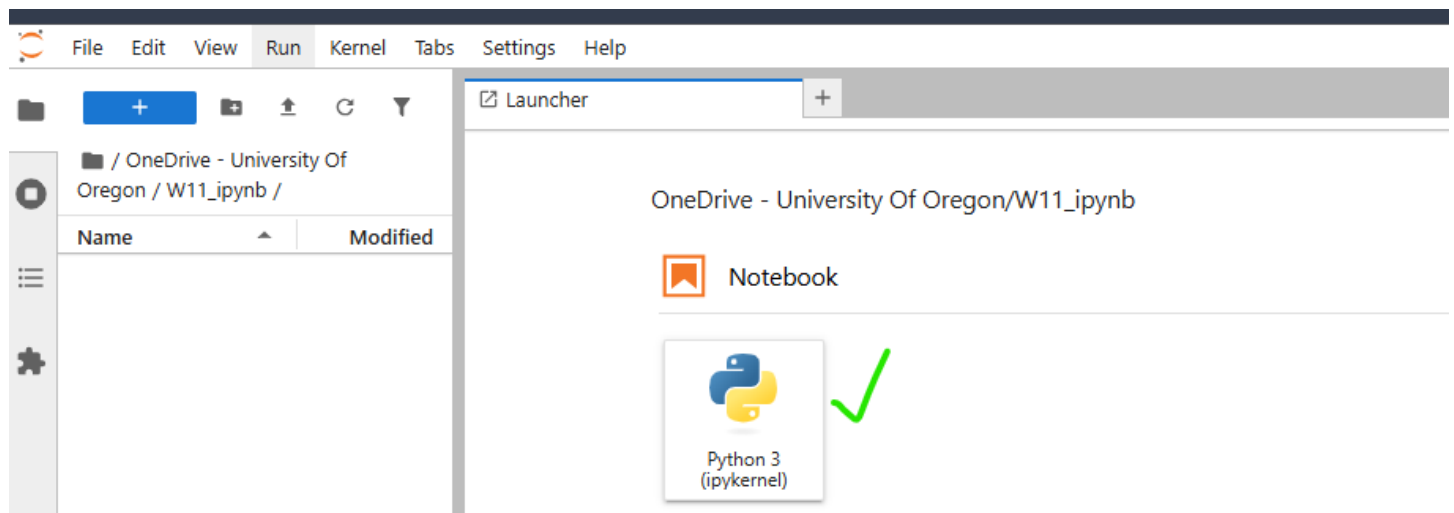 File Edit View Run Kernel Tabs Settings Help
+
Launcher
+
/ OneDrive - University Of
Oregon / W11_ipynb /
Name Modified
OneDrive - University Of Oregon/W11_ipynb
Notebook
Python 3
(ipykernel)